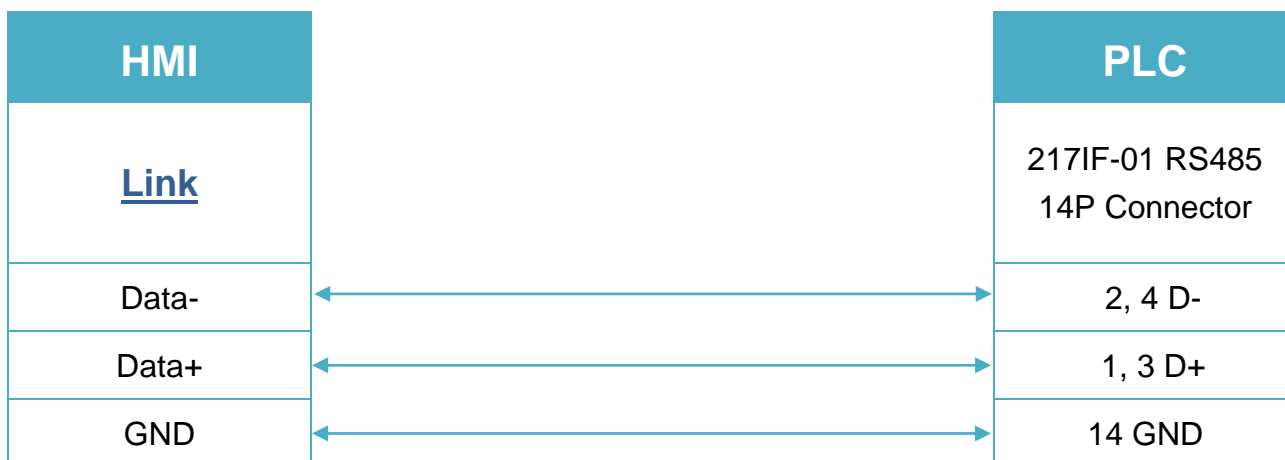 HMI PLC
Link 217IF-01 RS485
14P Connector
Data- 2, 4 D-
Data+ 1, 3 D+
GND 14 GND